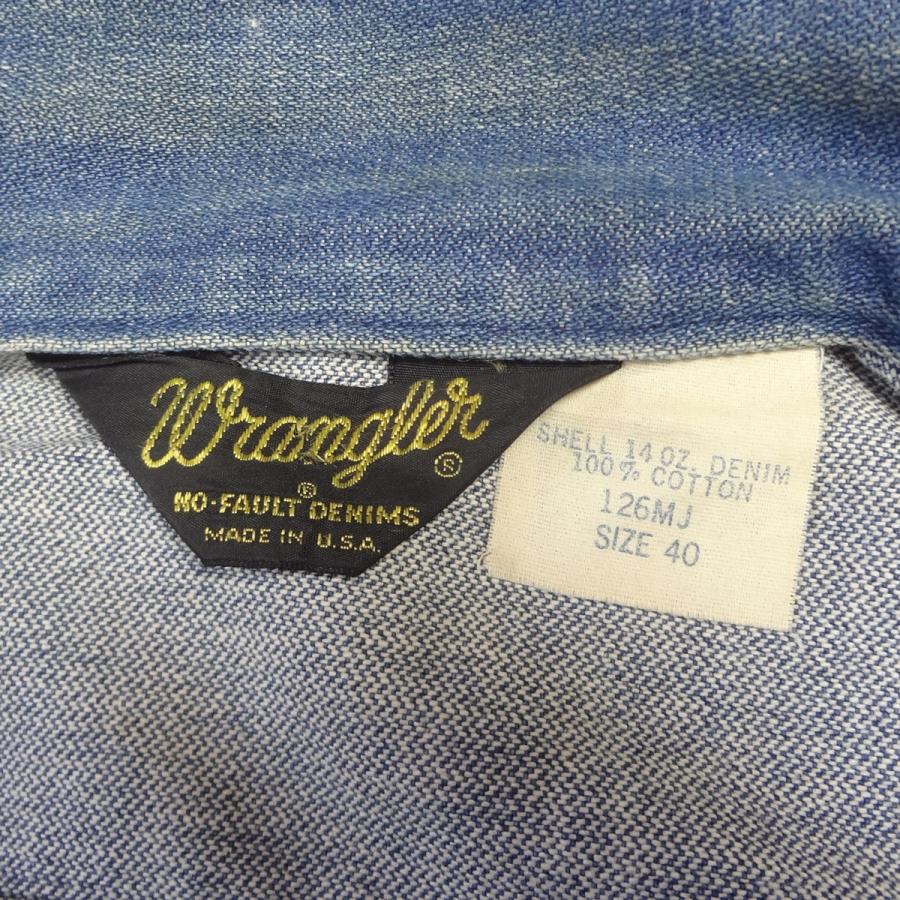 Wrangler
®
®
NO-FAULT DENIMS
MADE IN U.S.A.
SHELL 14 OZ. DENIM
100% COTTON
126MJ
SIZE 40